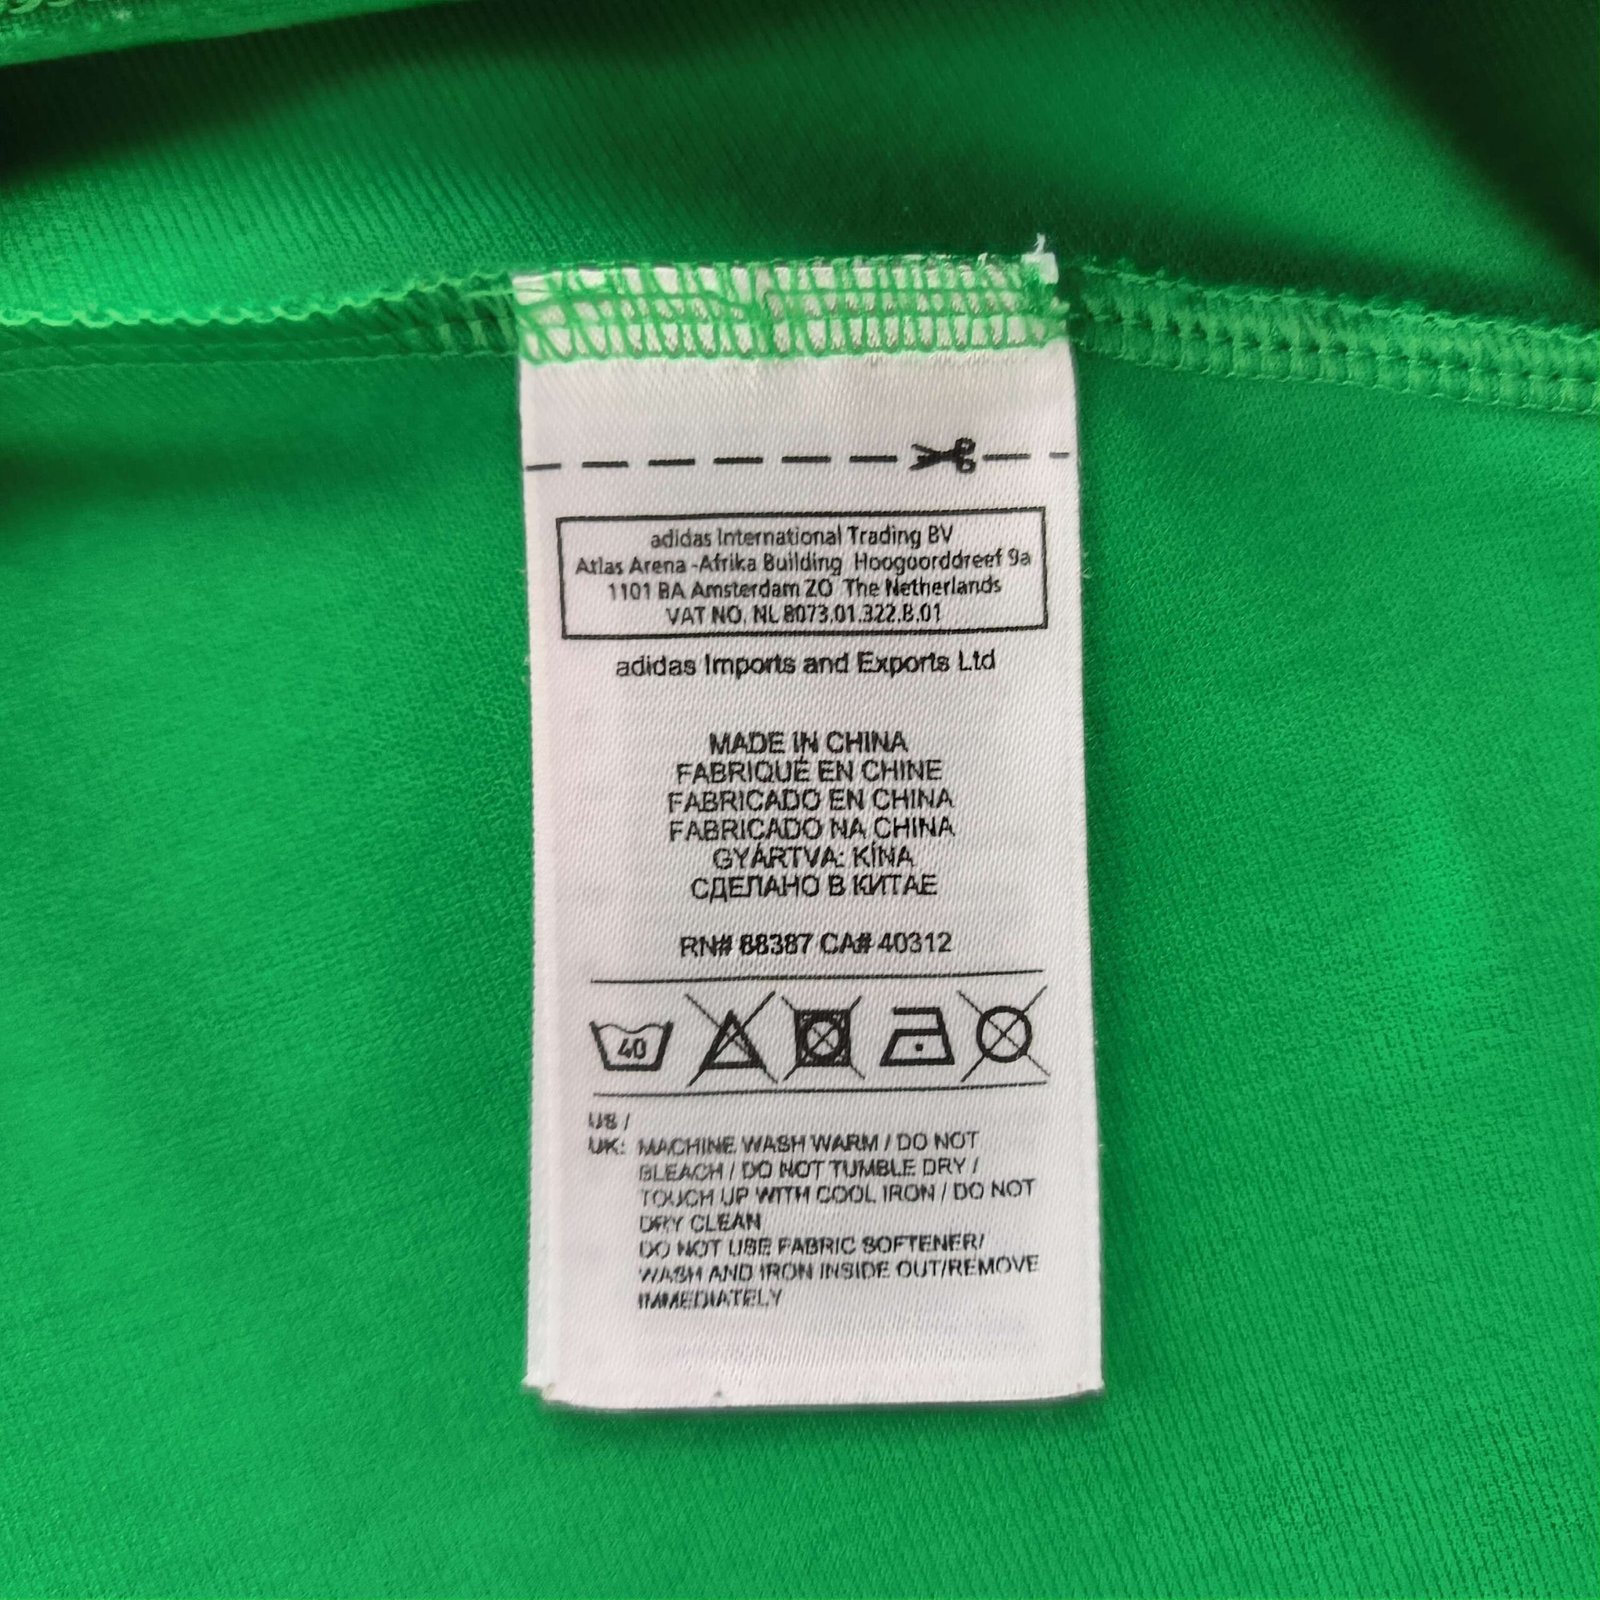 adidas International Trading BV
Atlas Arena -Afrika Building Hoogoorddreef 9a
1101 BA Amsterdam ZO The Netherlands
VAT NO. NL 8073.01.322.B.01
adidas Imports and Exports Ltd
MADE IN CHINA
FABRIQUÉ EN CHINE
FABRICADO EN CHINA
FABRICADO NA CHINA
GYÁRTVA: KÍNA
СДЕЛАНО В КИТАЕ
RN# 88387 CA# 40312
40
US /
UK: MACHINE WASH WARM / DO NOT
BLEACH / DO NOT TUMBLE DRY /
TOUCH UP WITH COOL IRON / DO NOT
DRY CLEAN
DO NOT USE FABRIC SOFTENER/
WASH AND IRON INSIDE OUT/REMOVE
IMMEDIATELY